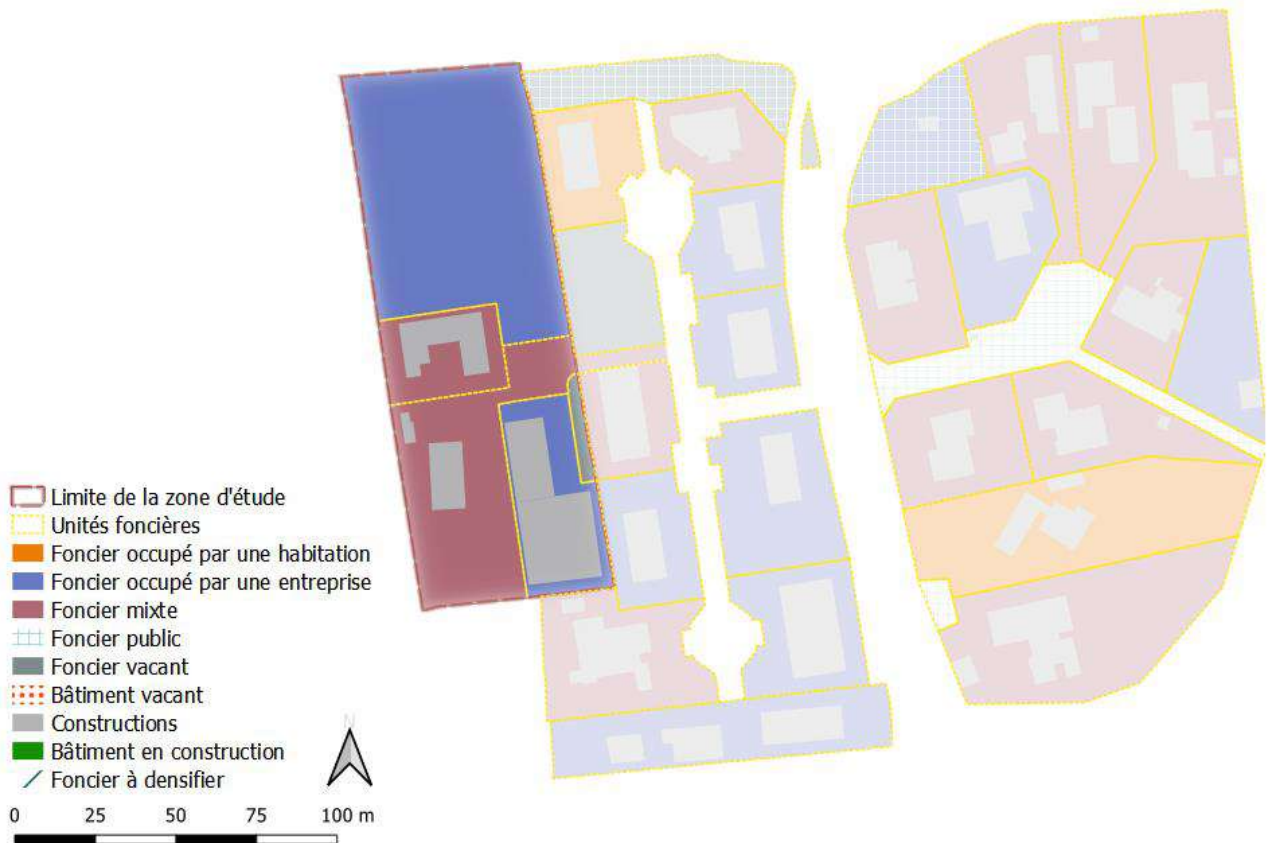 Limite de la zone d'étude
Unités foncières
Foncier occupé par une habitation
Foncier occupé par une entreprise
Foncier mixte
Foncier public
Foncier vacant
Bâtiment vacant
Constructions
Bâtiment en construction
Foncier à densifier
N
0 25 50 75 100 m